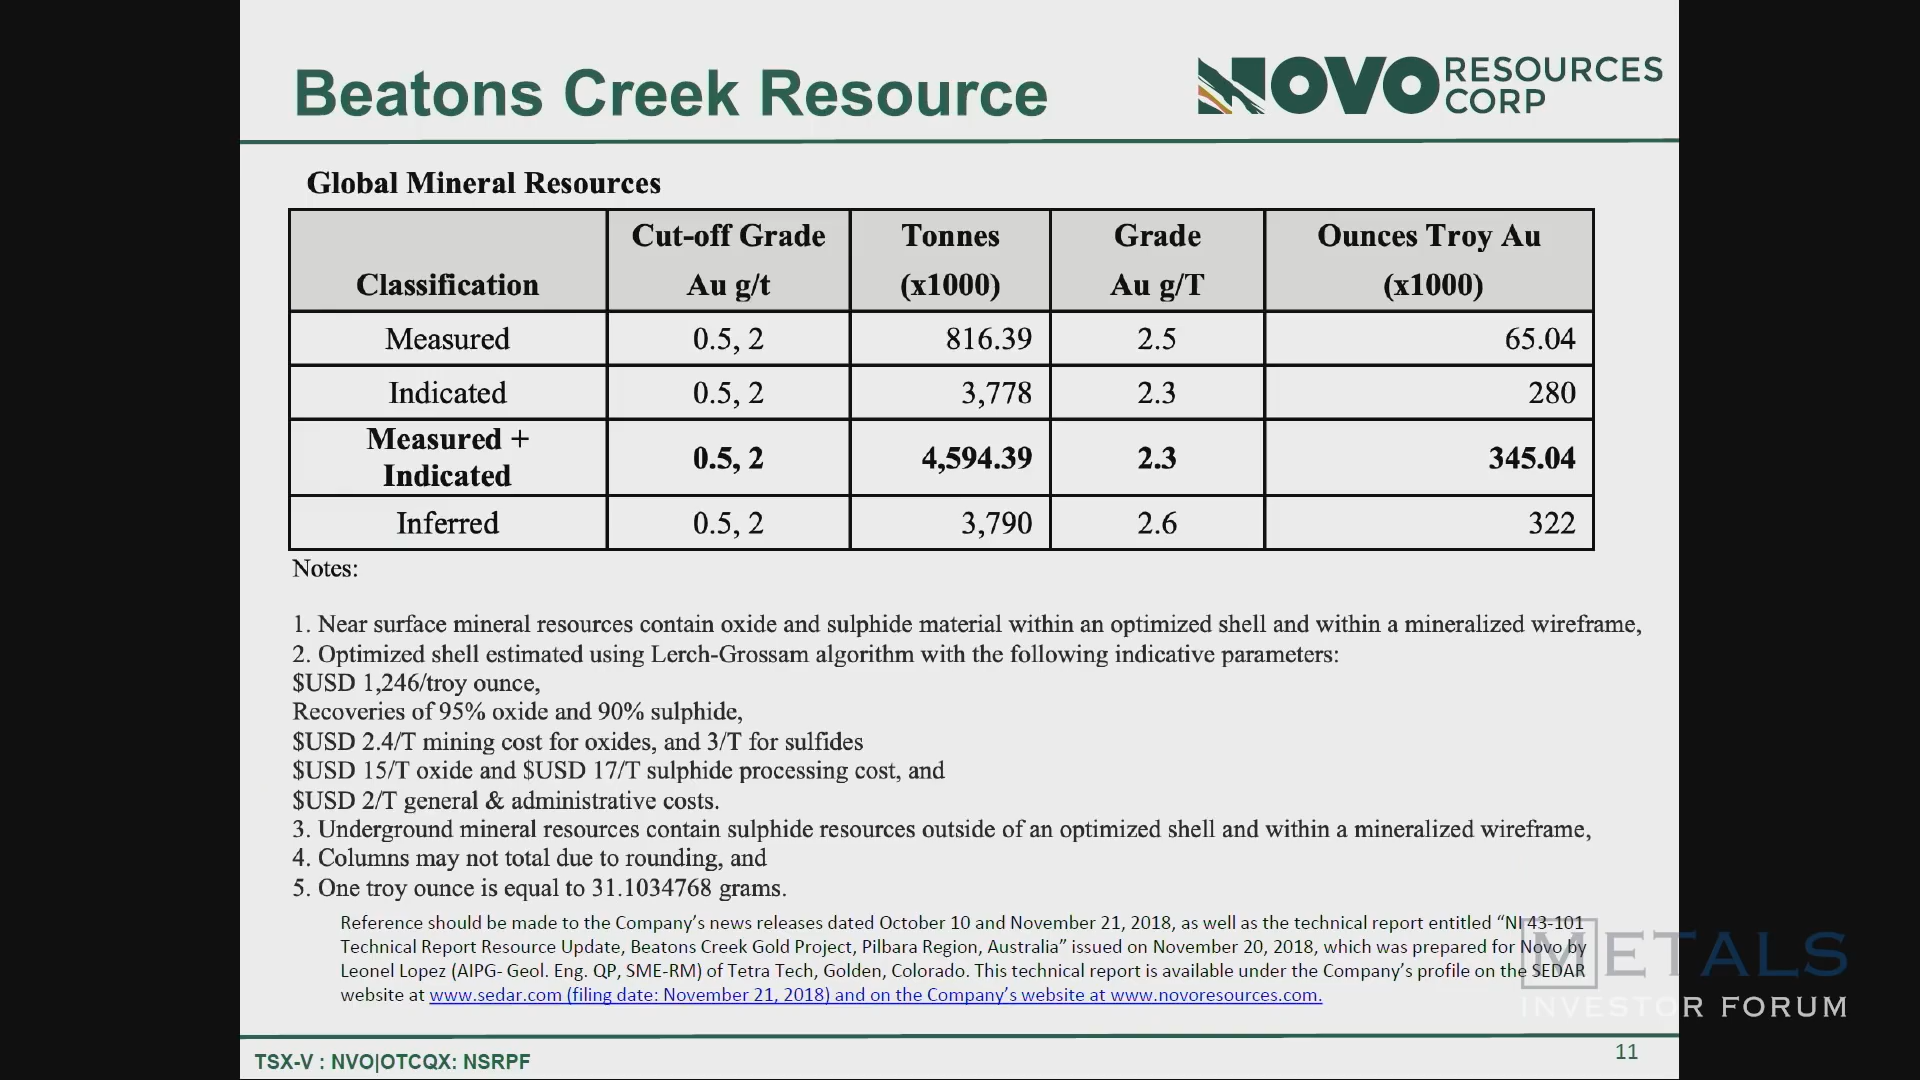 Beatons Creek Resource
NOVO RESOURCES CORP
Global Mineral Resources
Classification Cut-off Grade Au g/t Tonnes (x1000) Grade Au g/T Ounces Troy Au (x1000)
Measured 0.5, 2 816.39 2.5 65.04
Indicated 0.5, 2 3,778 2.3 280
Measured + Indicated 0.5, 2 4,594.39 2.3 345.04
Inferred 0.5, 2 3,790 2.6 322
Notes:
1. Near surface mineral resources contain oxide and sulphide material within an optimized shell and within a mineralized wireframe,
2. Optimized shell estimated using Lerch-Grossam algorithm with the following indicative parameters:
$USD 1,246/troy ounce,
Recoveries of 95% oxide and 90% sulphide,
$USD 2.4/T mining cost for oxides, and 3/T for sulfides
$USD 15/T oxide and $USD 17/T sulphide processing cost, and
$USD 2/T general & administrative costs.
3. Underground mineral resources contain sulphide resources outside of an optimized shell and within a mineralized wireframe,
4. Columns may not total due to rounding, and
5. One troy ounce is equal to 31.1034768 grams.
Reference should be made to the Company’s news releases dated October 10 and November 21, 2018, as well as the technical report entitled “NI 43-101
Technical Report Resource Update, Beatons Creek Gold Project, Pilbara Region, Australia” issued on November 20, 2018, which was prepared for Novo by
Leonel Lopez (AIPG- Geol. Eng. QP, SME-RM) of Tetra Tech, Golden, Colorado. This technical report is available under the Company’s profile on the SEDAR
website at www.sedar.com (filing date: November 21, 2018) and on the Company’s website at www.novoresources.com.
METALS
INVESTOR FORUM
TSX-V : NVO|OTCQX: NSRPF
11